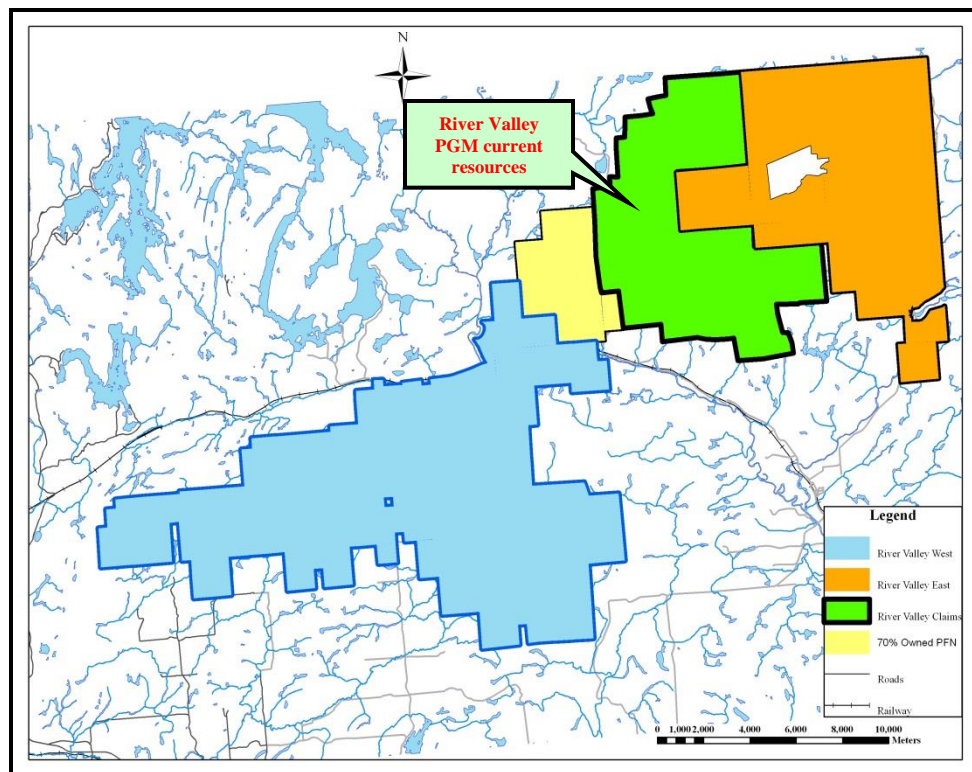 N
River Valley
PGM current
resources
Legend
River Valley West
River Valley East
River Valley Claims
70% Owned PFN
Roads
Railway
0 1,000 2,000 4,000 6,000 8,000 10,000
Meters